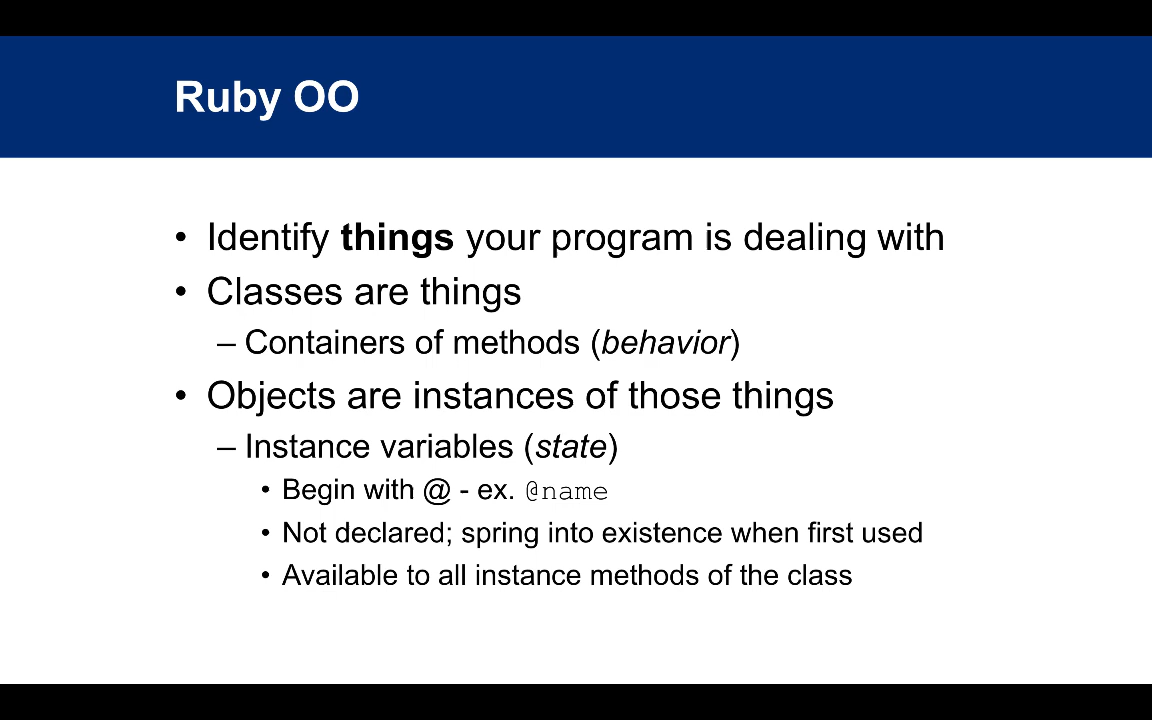 Ruby OO
• Identify things your program is dealing with
• Classes are things
– Containers of methods (behavior)
• Objects are instances of those things
– Instance variables (state)
• Begin with @ - ex. @name
• Not declared; spring into existence when first used
• Available to all instance methods of the class